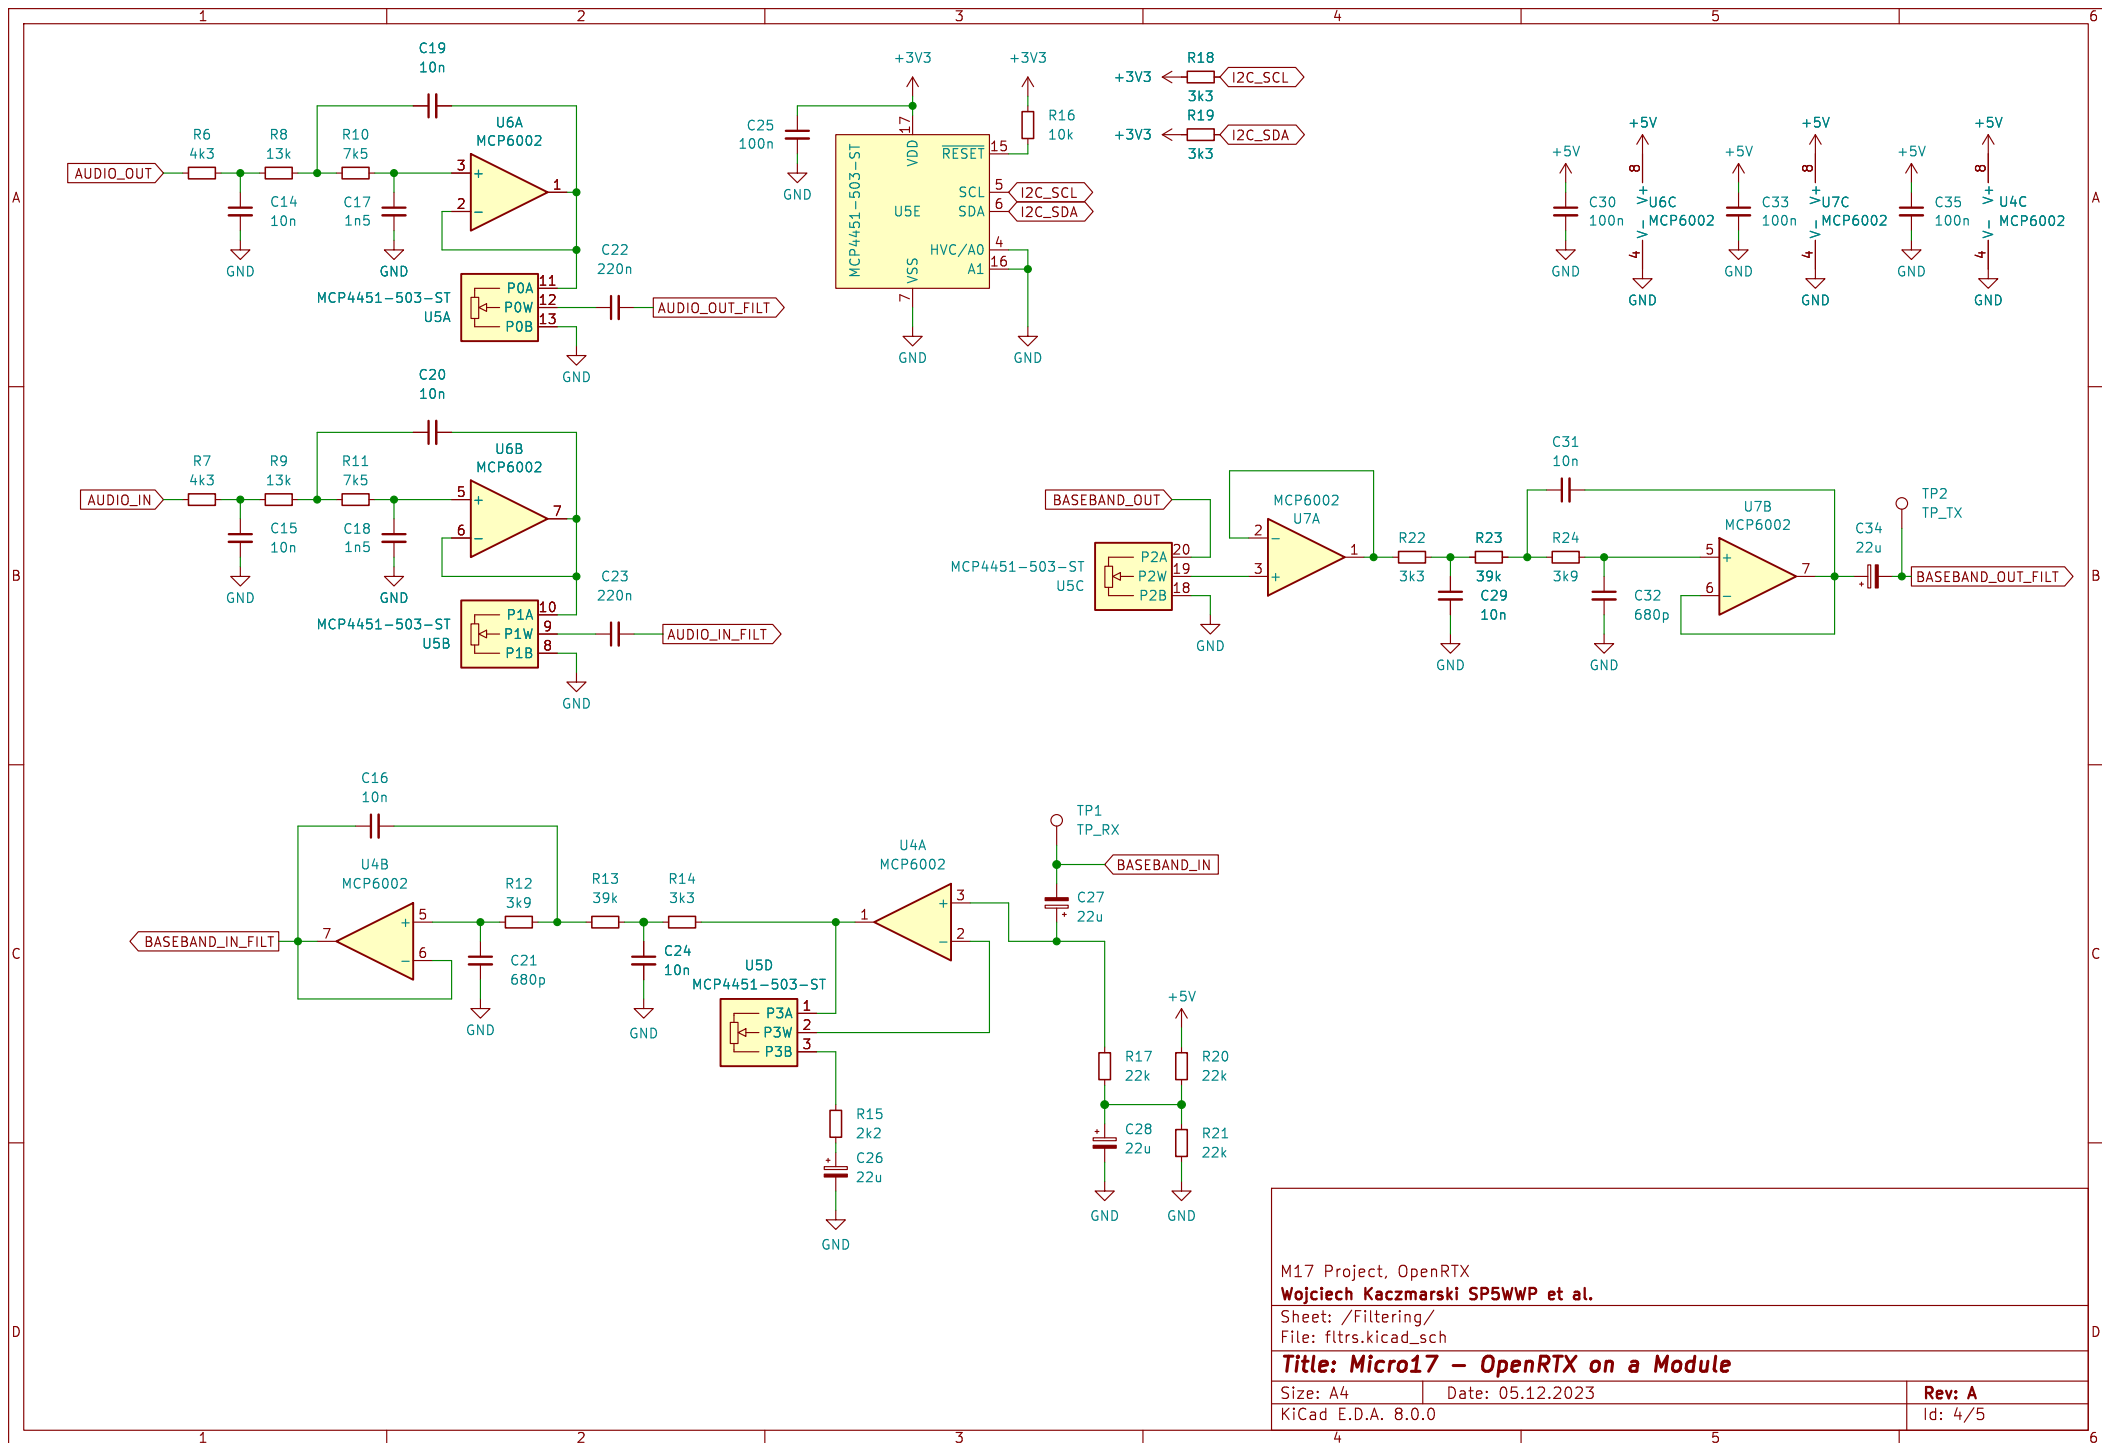 1 2 3 4 5 6
A
B
C
D
C19
10n
R6
4k3
R8
13k
R10
7k5
U6A
MCP6002
AUDIO_OUT
3
+
2
−
1
C14
10n
C17
1n5
GND
GND
C22
220n
MCP4451-503-ST
U5A
P0A 11
P0W 12
P0B 13
AUDIO_OUT_FILT
GND
+3V3
+3V3
C25
100n
GND
MCP4451-503-ST
U5E
17
VDD
RESET 15
SCL 5
SDA 6
HVC/A0 4
A1 16
VSS
7
I2C_SCL
I2C_SDA
R16
10k
GND
GND
R18
+3V3
I2C_SCL
3k3
R19
+3V3
I2C_SDA
3k3
+5V
+5V
+5V
+5V
+5V
+5V
C30
100n
GND
8
V+
U6C
MCP6002
V-
4
GND
C33
100n
GND
8
V+
U7C
MCP6002
V-
4
GND
C35
100n
GND
8
V+
U4C
MCP6002
V-
4
GND
C20
10n
R7
4k3
R9
13k
R11
7k5
U6B
MCP6002
AUDIO_IN
5
+
6
−
7
C15
10n
C18
1n5
GND
GND
C23
220n
MCP4451-503-ST
U5B
P1A 10
P1W 9
P1B 8
AUDIO_IN_FILT
GND
BASEBAND_OUT
MCP4451-503-ST
U5C
P2A 20
P2W 19
P2B 18
GND
MCP6002
U7A
2
−
3
+
1
R22
3k3
R23
39k
C29
10n
GND
C31
10n
R24
3k9
C32
680p
GND
U7B
MCP6002
5
+
6
−
7
C34
22u
+
TP2
TP_TX
BASEBAND_OUT_FILT
C16
10n
U4B
MCP6002
BASEBAND_IN_FILT
7
5
+
6
−
R12
3k9
R13
39k
R14
3k3
C21
680p
GND
C24
10n
GND
U4A
MCP6002
1
3
+
2
−
U5D
MCP4451-503-ST
P3A 1
P3W 2
P3B 3
R15
2k2
+
C26
22u
GND
TP1
TP_RX
BASEBAND_IN
C27
22u
+
+5V
R17
22k
R20
22k
+
C28
22u
R21
22k
GND
GND
M17 Project, OpenRTX
Wojciech Kaczmarski SP5WWP et al.
Sheet: /Filtering/
File: fltrs.kicad_sch
Title: Micro17 – OpenRTX on a Module
Size: A4 Date: 05.12.2023 Rev: A
KiCad E.D.A. 8.0.0 Id: 4/5
A
B
C
D
1 2 3 4 5 6